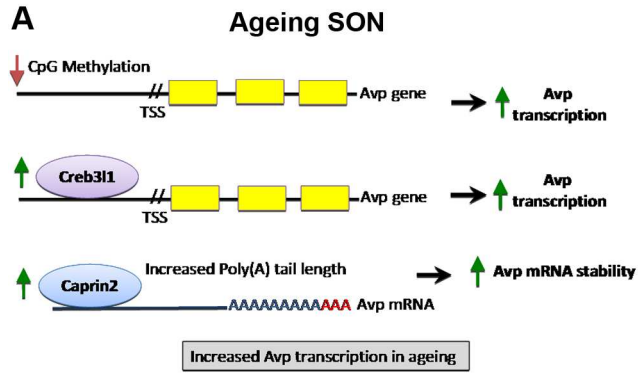 A
Ageing SON
CpG Methylation
//
TSS
Avp gene
Avp
transcription
Creb3l1
//
TSS
Avp gene
Avp
transcription
Caprin2
Increased Poly(A) tail length
AAAAAAAAAAAA Avp mRNA
Avp mRNA stability
Increased Avp transcription in ageing